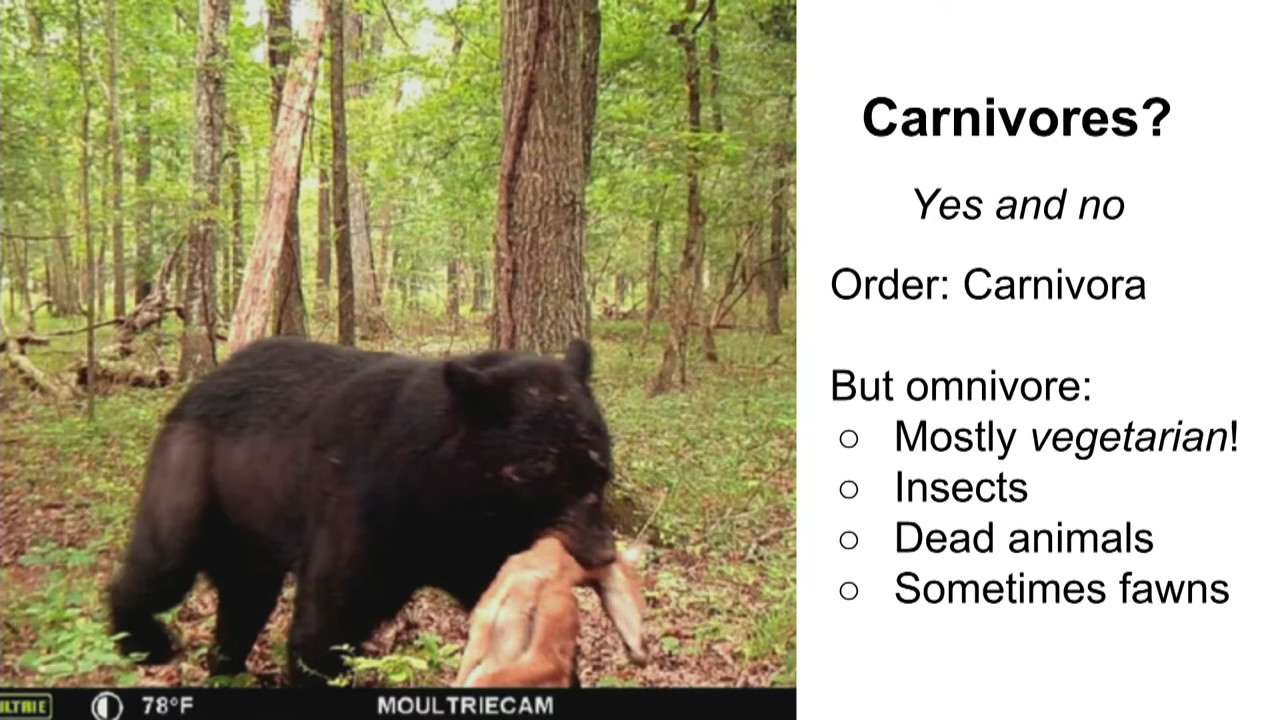 Carnivores?
Yes and no
Order: Carnivora
But omnivore:
○ Mostly vegetarian!
○ Insects
○ Dead animals
○ Sometimes fawns
78°F MOULTRIECAM